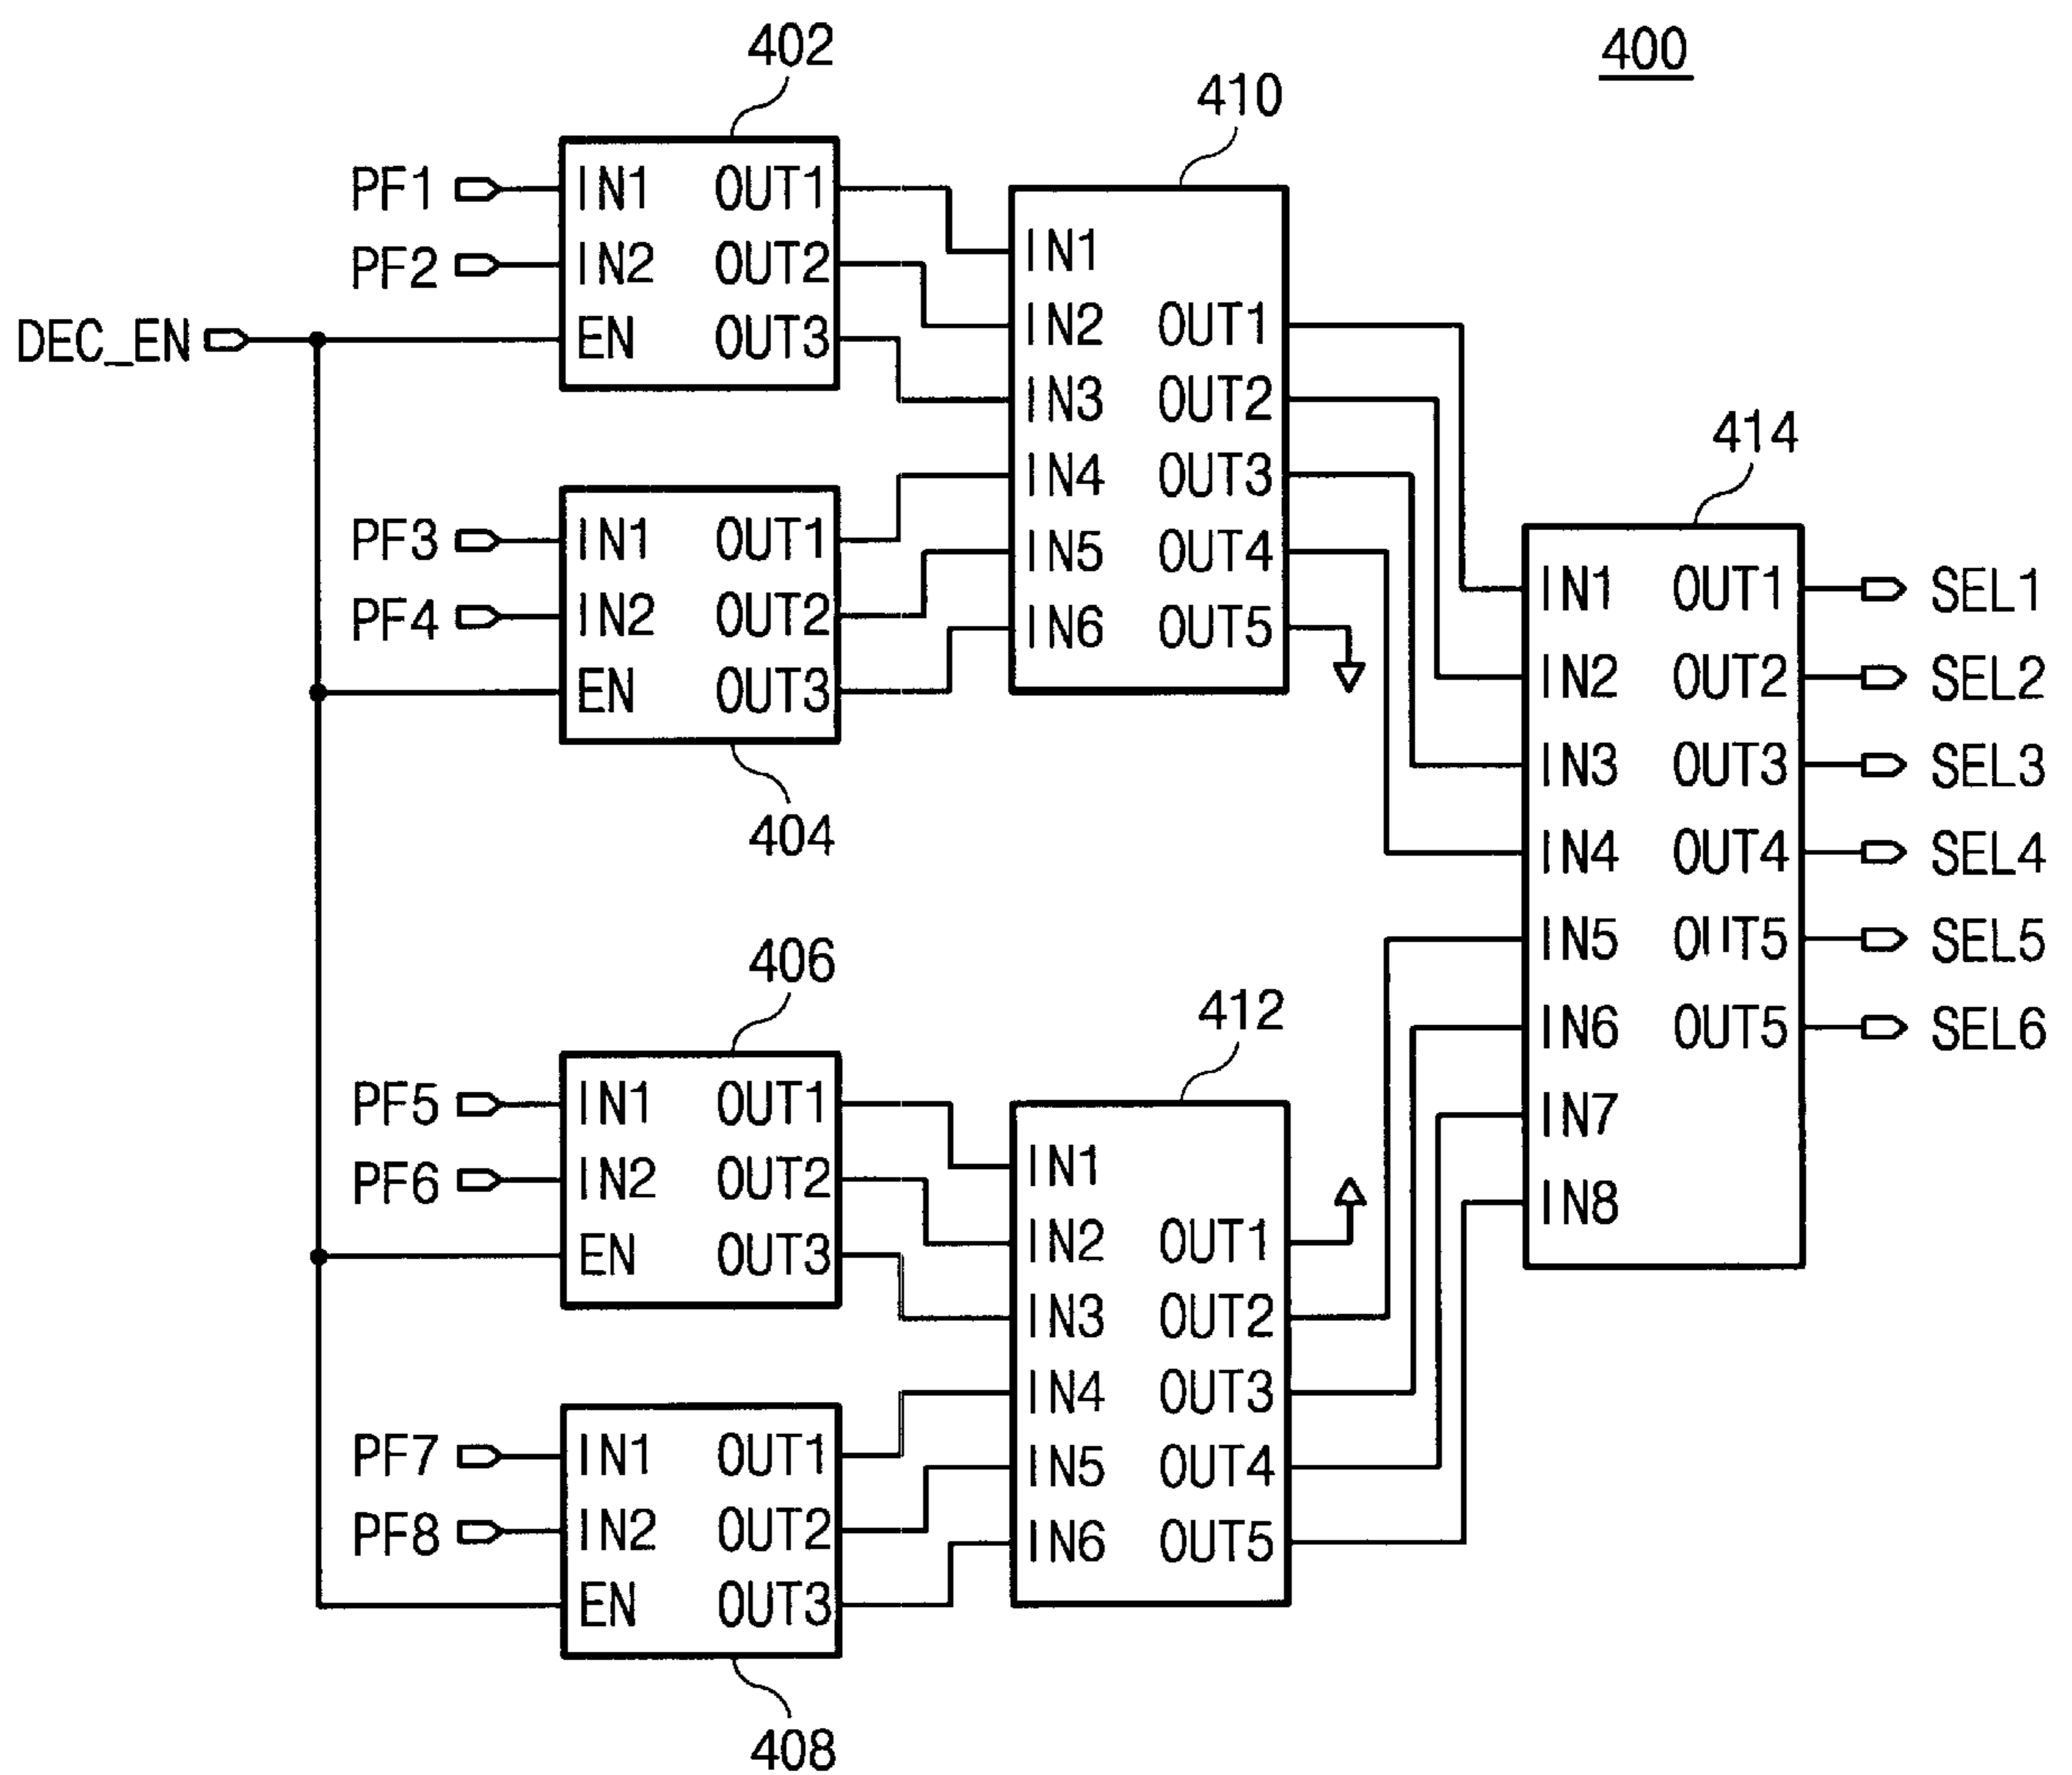 400
402
PF1 IN1 OUT1
PF2 IN2 OUT2
DEC_EN EN OUT3
PF3 IN1 OUT1
PF4 IN2 OUT2
EN OUT3
404
410
IN1
IN2 OUT1
IN3 OUT2
IN4 OUT3
IN5 OUT4
IN6 OUT5
406
PF5 IN1 OUT1
PF6 IN2 OUT2
EN OUT3
PF7 IN1 OUT1
PF8 IN2 OUT2
EN OUT3
408
412
IN1
IN2 OUT1
IN3 OUT2
IN4 OUT3
IN5 OUT4
IN6 OUT5
414
IN1 OUT1 SEL1
IN2 OUT2 SEL2
IN3 OUT3 SEL3
IN4 OUT4 SEL4
IN5 OUT5 SEL5
IN6 OUT5 SEL6
IN7
IN8